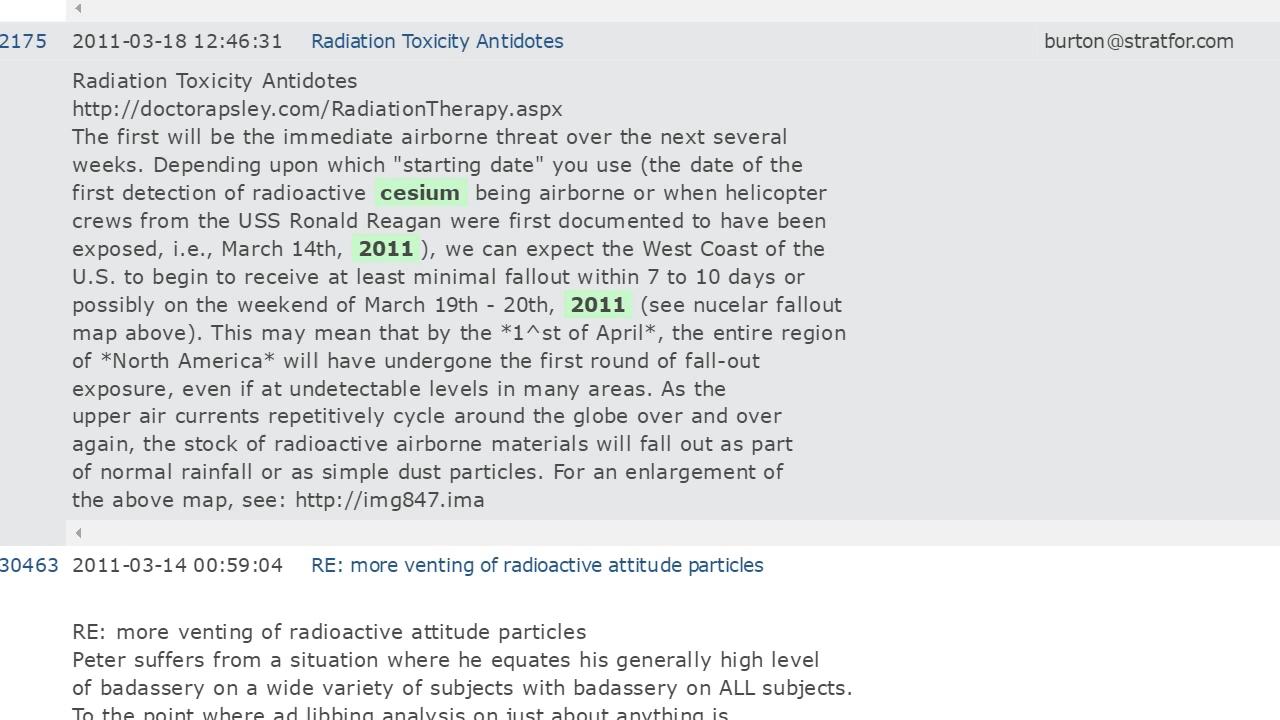 2175 2011-03-18 12:46:31 Radiation Toxicity Antidotes burton@stratfor.com
Radiation Toxicity Antidotes
http://doctorapsley.com/RadiationTherapy.aspx
The first will be the immediate airborne threat over the next several
weeks. Depending upon which "starting date" you use (the date of the
first detection of radioactive cesium being airborne or when helicopter
crews from the USS Ronald Reagan were first documented to have been
exposed, i.e., March 14th, 2011 ), we can expect the West Coast of the
U.S. to begin to receive at least minimal fallout within 7 to 10 days or
possibly on the weekend of March 19th - 20th, 2011 (see nucelar fallout
map above). This may mean that by the *1^st of April*, the entire region
of *North America* will have undergone the first round of fall-out
exposure, even if at undetectable levels in many areas. As the
upper air currents repetitively cycle around the globe over and over
again, the stock of radioactive airborne materials will fall out as part
of normal rainfall or as simple dust particles. For an enlargement of
the above map, see: http://img847.ima
30463 2011-03-14 00:59:04 RE: more venting of radioactive attitude particles
RE: more venting of radioactive attitude particles
Peter suffers from a situation where he equates his generally high level
of badassery on a wide variety of subjects with badassery on ALL subjects.
To the point where ad libbing analysis on just about anything is